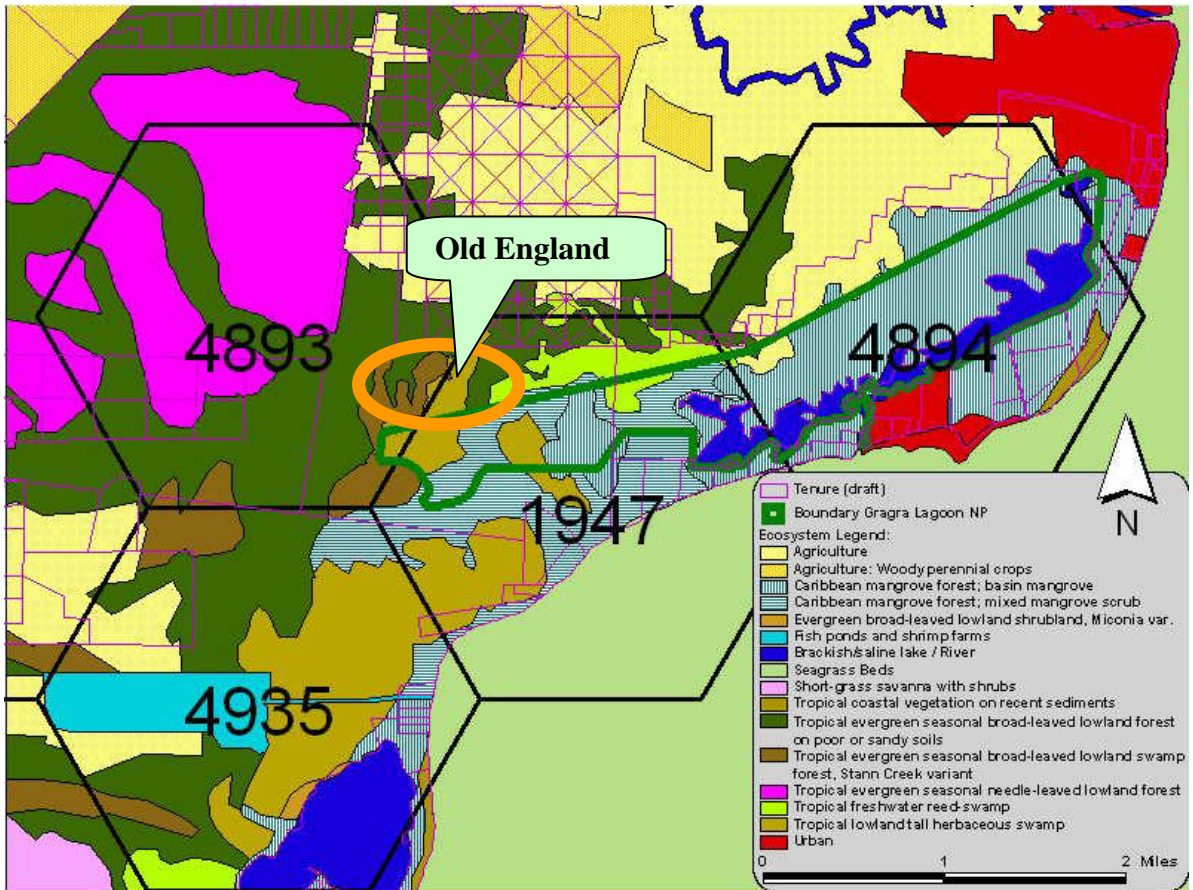 Old England
4893
4894
1947
4935
N
Tenure (draft)
Boundary Gragra Lagoon NP
Ecosystem Legend:
Agriculture
Agriculture: Woody perennial crops
Caribbean mangrove forest; basin mangrove
Caribbean mangrove forest; mixed mangrove scrub
Evergreen broad-leaved lowland shrubland, Miconia var.
Fish ponds and shrimp farms
Brackish/saline lake / River
Seagrass Beds
Short-grass savanna with shrubs
Tropical coastal vegetation on recent sediments
Tropical evergreen seasonal broad-leaved lowland forest
on poor or sandy soils
Tropical evergreen seasonal broad-leaved lowland swamp
forest, Stann Creek variant
Tropical evergreen seasonal needle-leaved lowland forest
Tropical freshwater reed-swamp
Tropical lowland tall herbaceous swamp
Urban
0 1 2 Miles